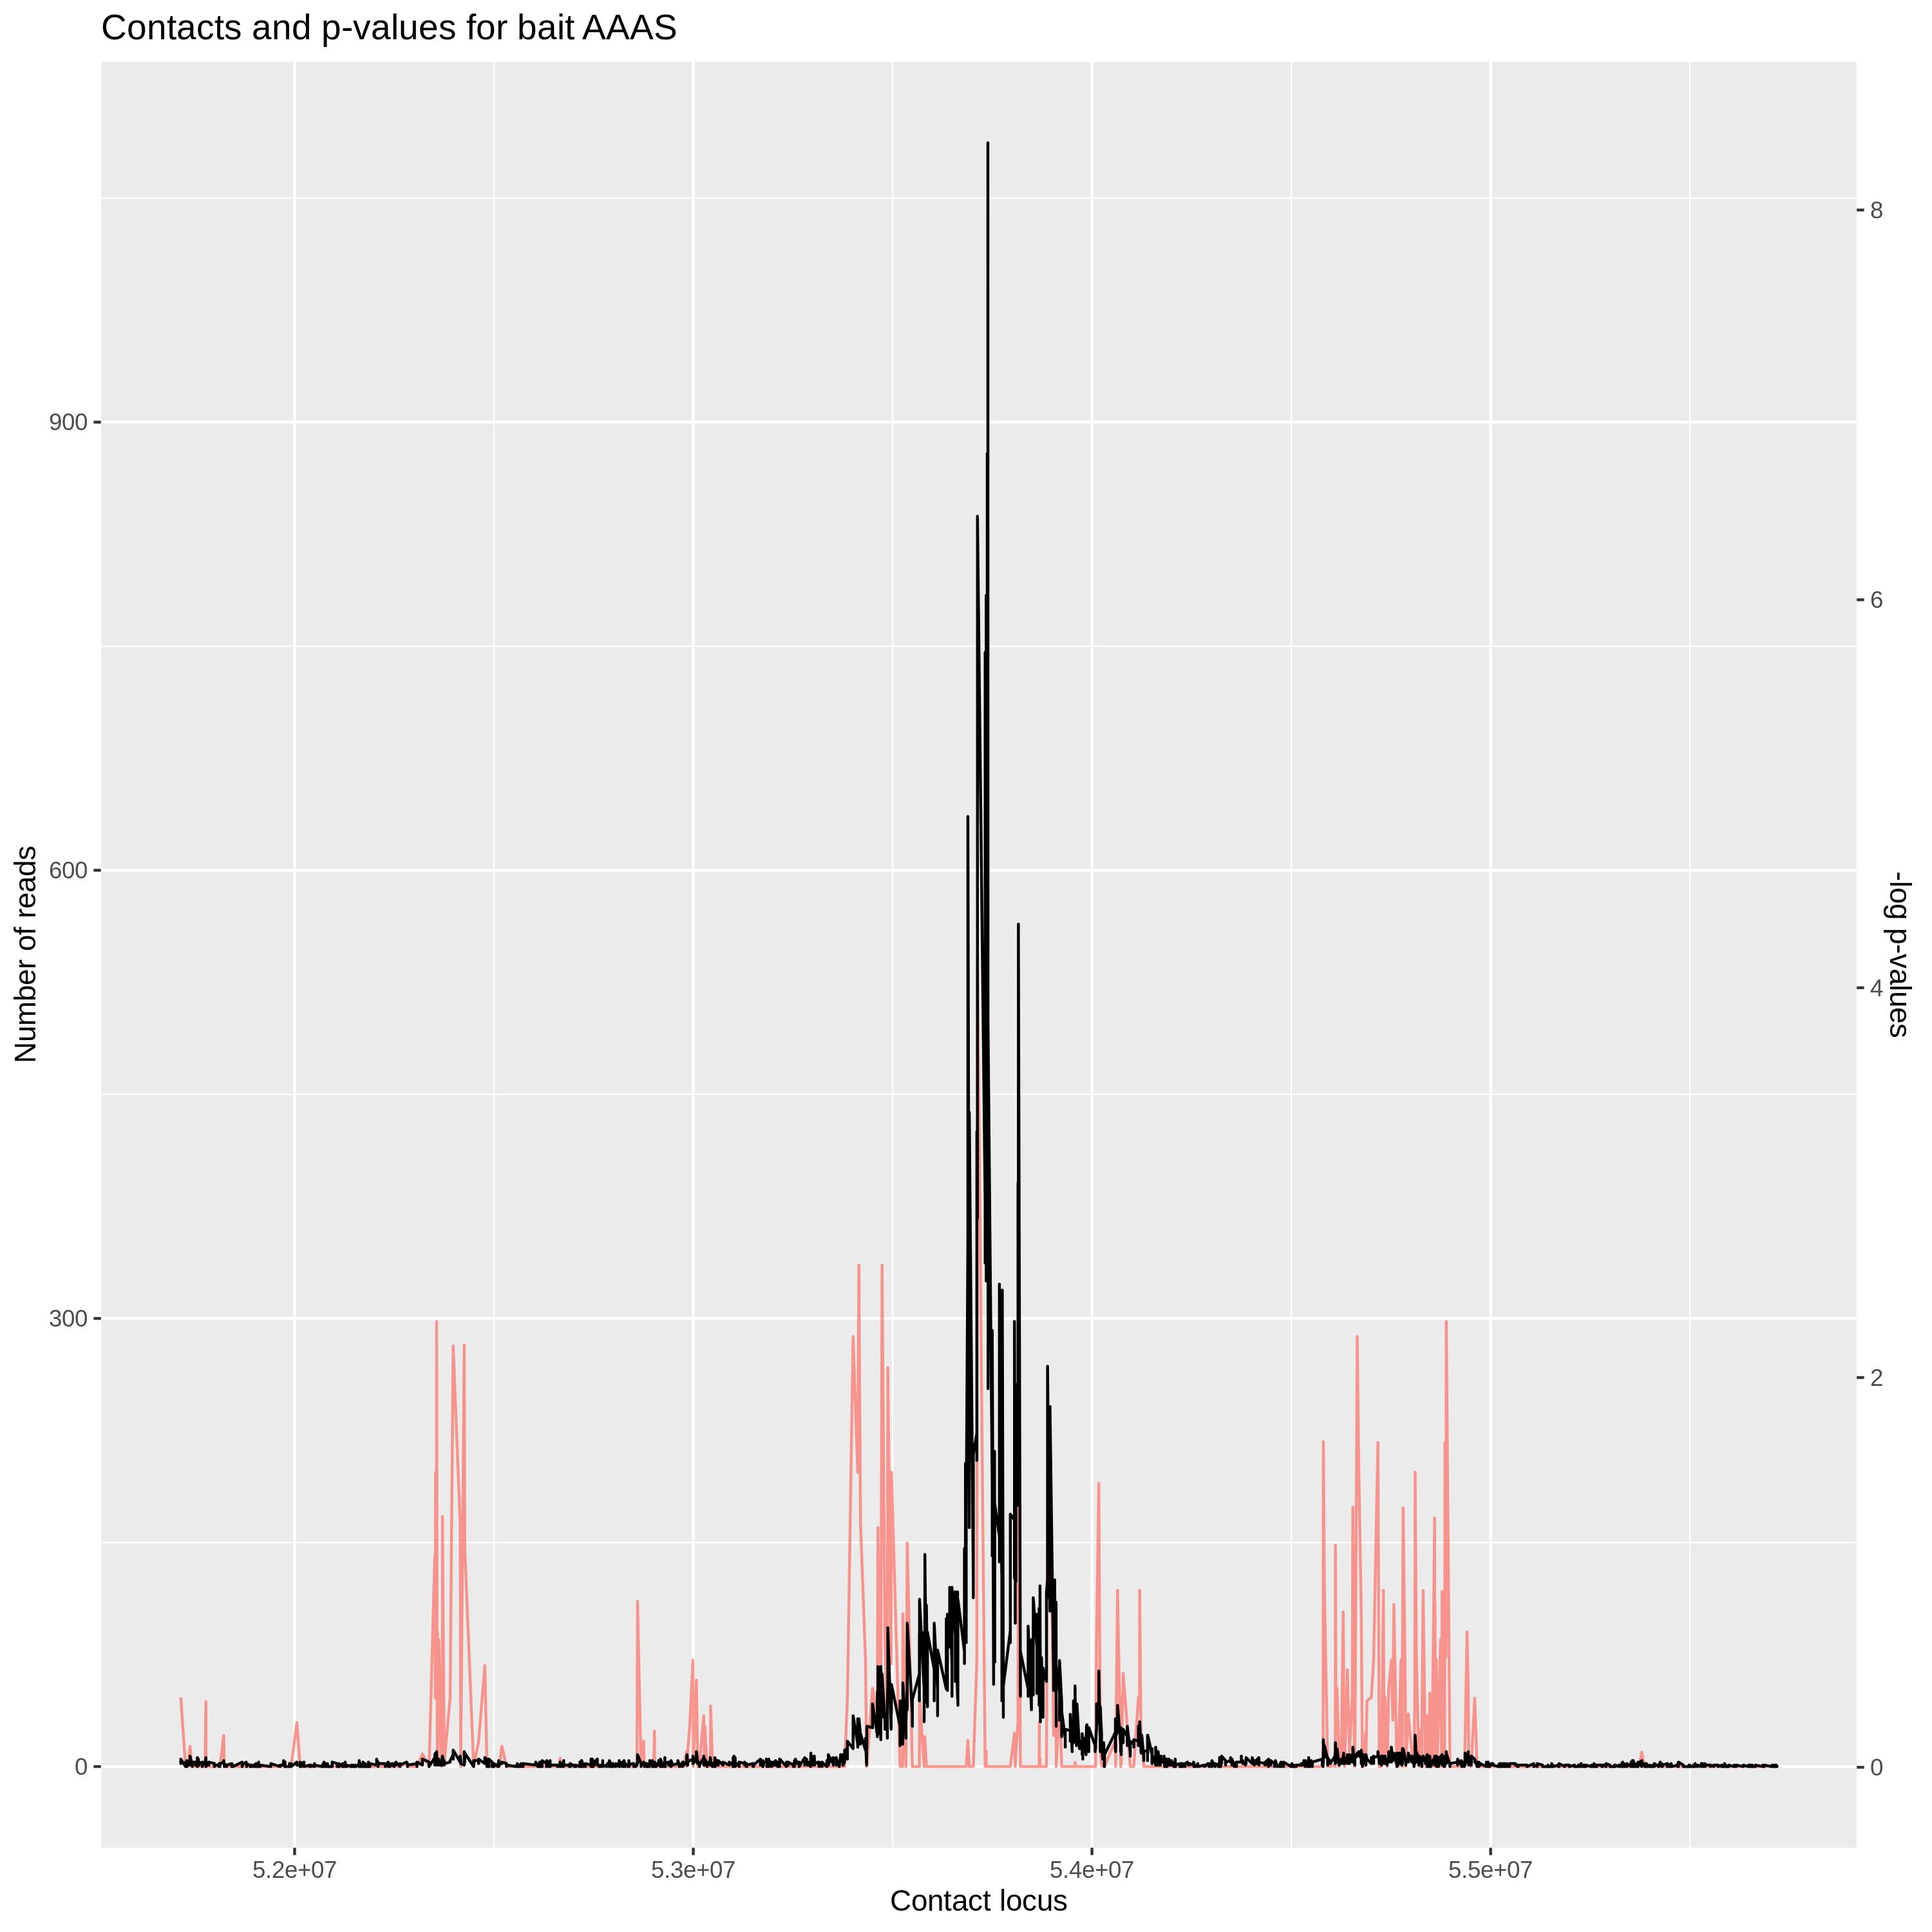 Contacts and p-values for bait AAAS
8
900
6
600
Number of reads
-log p-values
4
300
2
0
0
5.2e+07
5.3e+07
5.4e+07
5.5e+07
Contact locus